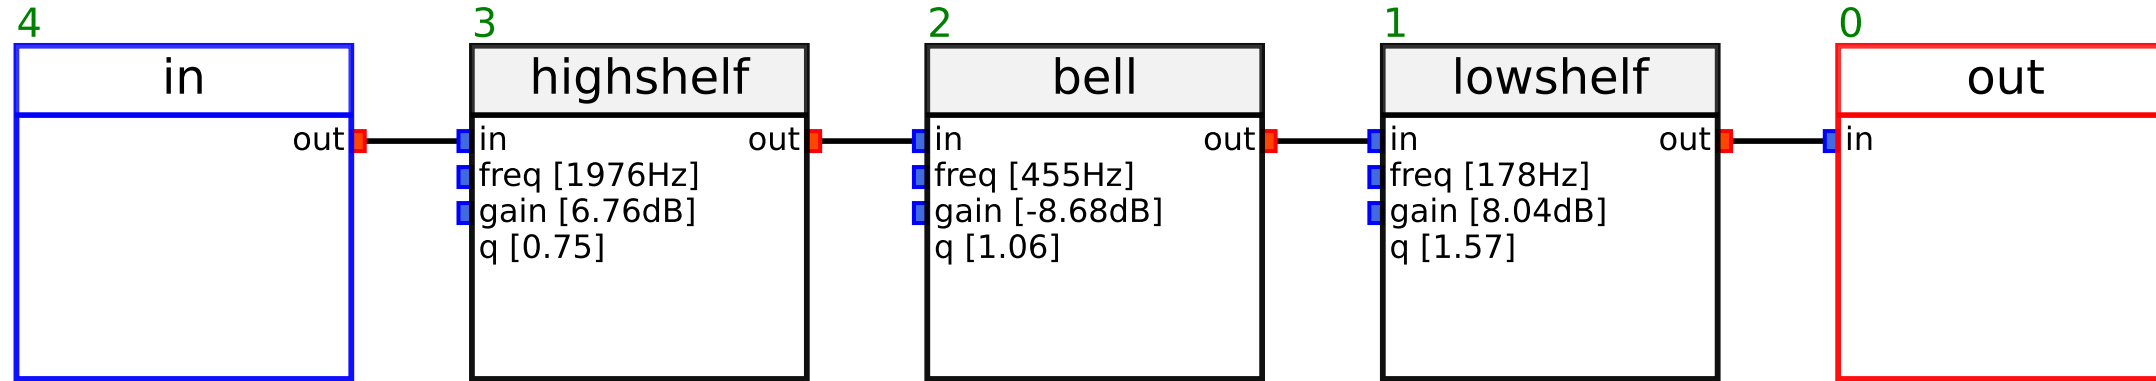 4
in
out
3
highshelf
in
out
freq [1976Hz]
gain [6.76dB]
q [0.75]
2
bell
in
out
freq [455Hz]
gain [-8.68dB]
q [1.06]
1
lowshelf
in
out
freq [178Hz]
gain [8.04dB]
q [1.57]
0
out
in